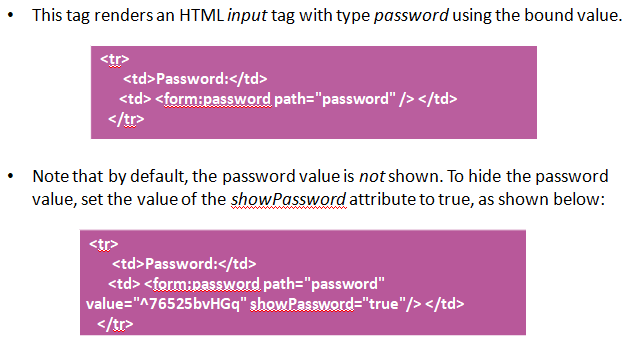 • This tag renders an HTML input tag with type password using the bound value.
<tr>
<td>Password:</td>
<td> <form:password path="password" /> </td>
</tr>
• Note that by default, the password value is not shown. To hide the password
value, set the value of the showPassword attribute to true, as shown below:
<tr>
<td>Password:</td>
<td> <form:password path="password"
value="^76525bvHGq" showPassword="true"/> </td>
</tr>